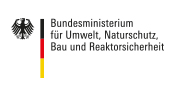 Bundesministerium
für Umwelt, Naturschutz,
Bau und Reaktorsicherheit